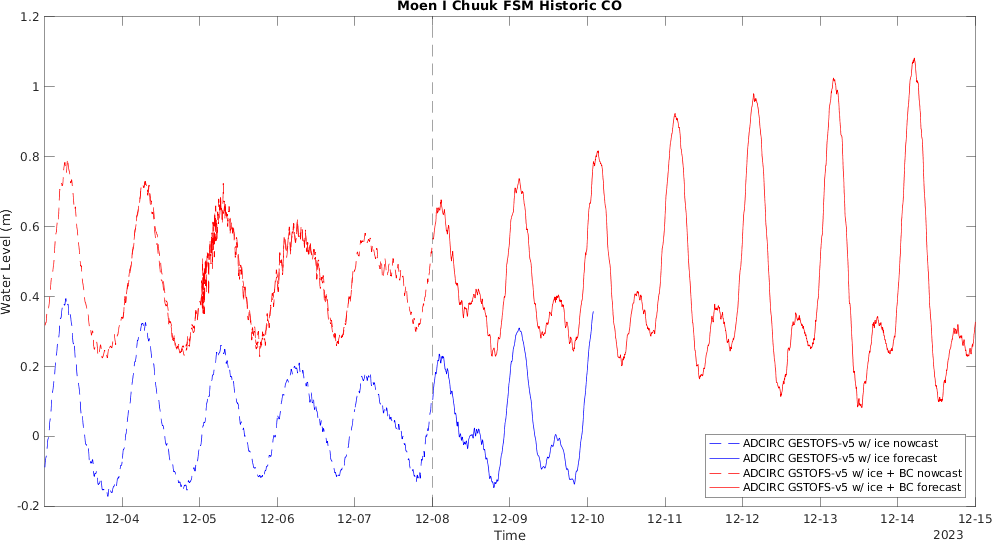 Moen I Chuuk FSM Historic CO
1.2
1
0.8
0.6
0.4
0.2
0
-0.2
Water Level (m)
ADCIRC GESTOFS-v5 w/ ice nowcast
ADCIRC GESTOFS-v5 w/ ice forecast
ADCIRC GSTOFS-v5 w/ ice + BC nowcast
ADCIRC GSTOFS-v5 w/ ice + BC forecast
12-04 12-05 12-06 12-07 12-08 12-09 12-10 12-11 12-12 12-13 12-14 12-15
Time
2023